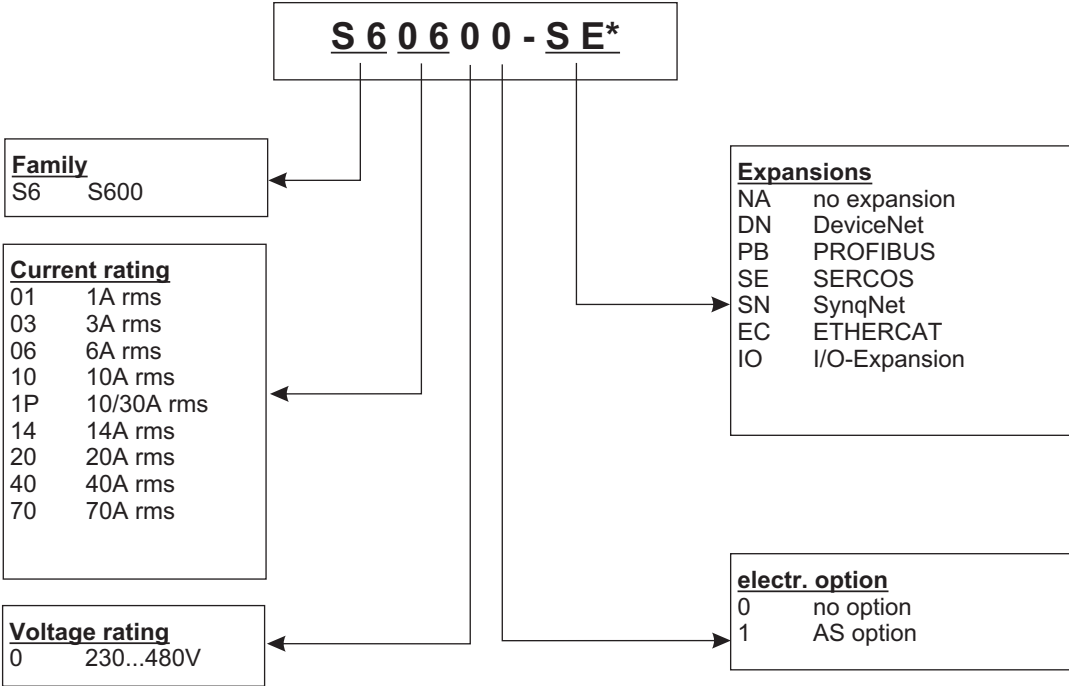 S 6 0 6 0 0 - S E*
Family
S6 S600
Current rating
01 1A rms
03 3A rms
06 6A rms
10 10A rms
1P 10/30A rms
14 14A rms
20 20A rms
40 40A rms
70 70A rms
Voltage rating
0 230...480V
Expansions
NA no expansion
DN DeviceNet
PB PROFIBUS
SE SERCOS
SN SynqNet
EC ETHERCAT
IO I/O-Expansion
electr. option
0 no option
1 AS option